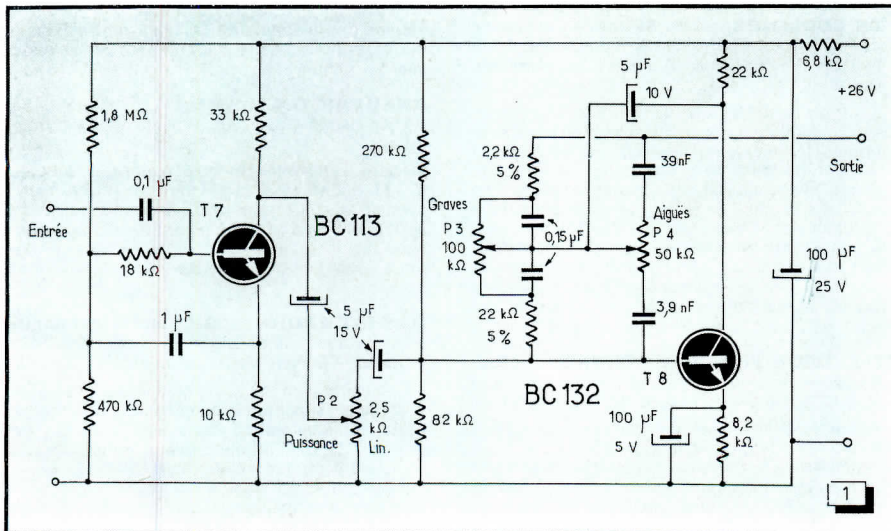 1,8 MΩ
33 kΩ
0,1 µF
T 7
BC 113
Entrée
18 kΩ
1 µF
470 kΩ
10 kΩ
5 µF
15 V
P 2
2,5
kΩ
Lin.
Puissance
270 kΩ
82 kΩ
2,2 kΩ
5 %
Graves
P 3
100
kΩ
0,15 µF
22 kΩ
5 %
BC 132
5
µF
10 V
22 kΩ
39 nF
Aiguës
P 4
50 kΩ
3,9 nF
T 8
100
µF
5 V
8,2
kΩ
6,8 kΩ
+26 V
Sortie
100
µF
25 V
1